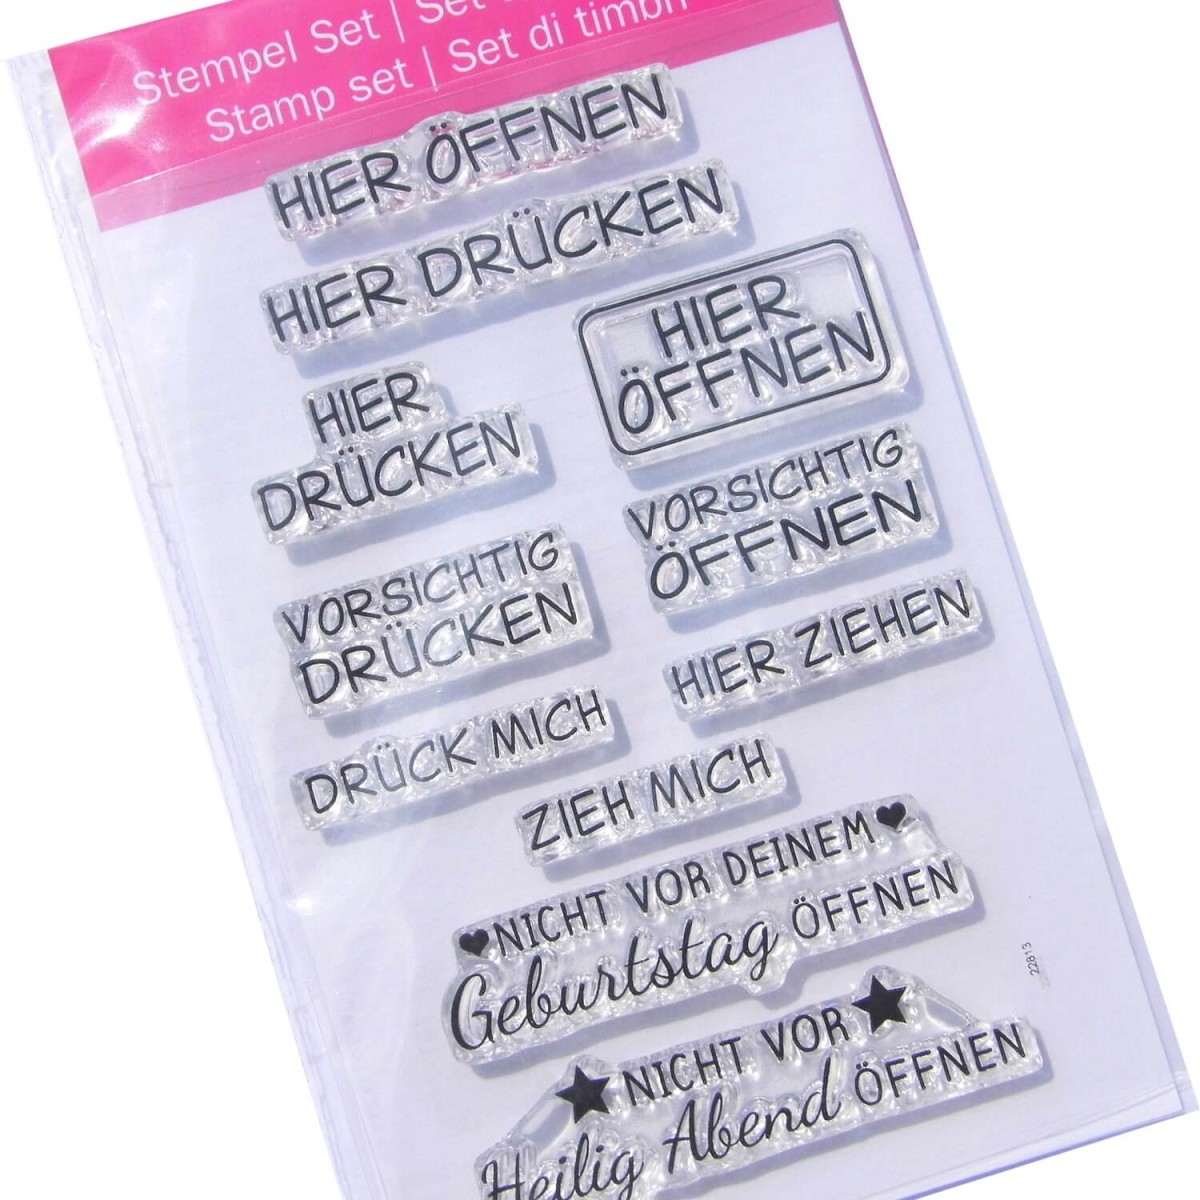 Stempel Set | Set
Stamp set | Set di timbri
HIER ÖFFNEN
HIER DRÜCKEN
HIER
ÖFFNEN
HIER
DRÜCKEN
VORSICHTIG
ÖFFNEN
VORSICHTIG
DRÜCKEN
HIER ZIEHEN
DRÜCK MICH
ZIEH MICH
♥NICHT VOR DEINEM♥
Geburtstag ÖFFNEN
★NICHT VOR★
Heilig Abend ÖFFNEN
22813